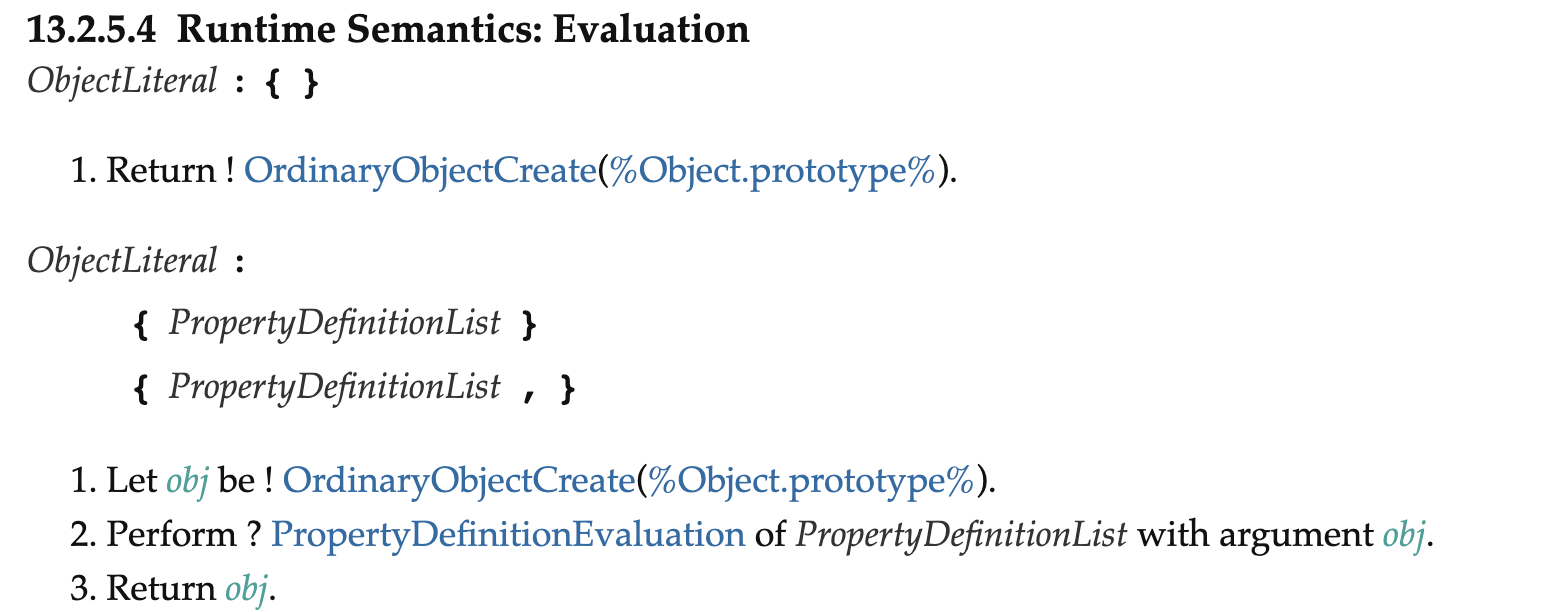 13.2.5.4 Runtime Semantics: Evaluation
ObjectLiteral : { }
1. Return ! OrdinaryObjectCreate(%Object.prototype%).
ObjectLiteral :
{ PropertyDefinitionList }
{ PropertyDefinitionList , }
1. Let obj be ! OrdinaryObjectCreate(%Object.prototype%).
2. Perform ? PropertyDefinitionEvaluation of PropertyDefinitionList with argument obj.
3. Return obj.